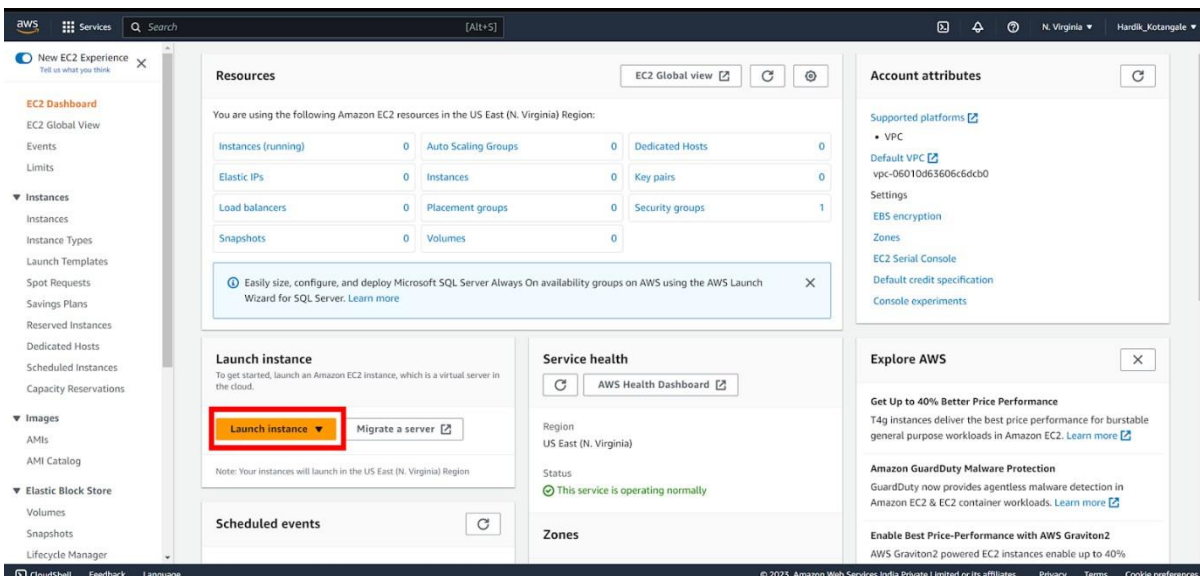 aws
Services
Search
[Alt+S]
N. Virginia
Hardik_Kotangale
New EC2 Experience
Tell us what you think
EC2 Dashboard
EC2 Global View
Events
Limits
Instances
Instances
Instance Types
Launch Templates
Spot Requests
Savings Plans
Reserved Instances
Dedicated Hosts
Scheduled Instances
Capacity Reservations
Images
AMIs
AMI Catalog
Elastic Block Store
Volumes
Snapshots
Lifecycle Manager
Resources
EC2 Global view
You are using the following Amazon EC2 resources in the US East (N. Virginia) Region:
Instances (running) 0 Auto Scaling Groups 0 Dedicated Hosts 0
Elastic IPs 0 Instances 0 Key pairs 0
Load balancers 0 Placement groups 0 Security groups 1
Snapshots 0 Volumes 0
Easily size, configure, and deploy Microsoft SQL Server Always On availability groups on AWS using the AWS Launch
Wizard for SQL Server. Learn more
Launch instance
To get started, launch an Amazon EC2 instance, which is a virtual server in
the cloud.
Launch instance
Migrate a server
Note: Your instances will launch in the US East (N. Virginia) Region
Scheduled events
Service health
AWS Health Dashboard
Region
US East (N. Virginia)
Status
This service is operating normally
Zones
Account attributes
Supported platforms
• VPC
Default VPC
vpc-06010d63606c6dcb0
Settings
EBS encryption
Zones
EC2 Serial Console
Default credit specification
Console experiments
Explore AWS
Get Up to 40% Better Price Performance
T4g instances deliver the best price performance for burstable
general purpose workloads in Amazon EC2. Learn more
Amazon GuardDuty Malware Protection
GuardDuty now provides agentless malware detection in
Amazon EC2 & EC2 container workloads. Learn more
Enable Best Price-Performance with AWS Graviton2
AWS Graviton2 powered EC2 instances enable up to 40%
CloudShell Feedback Language
© 2023, Amazon Web Services India Private Limited or its affiliates. Privacy Terms Cookie preferences